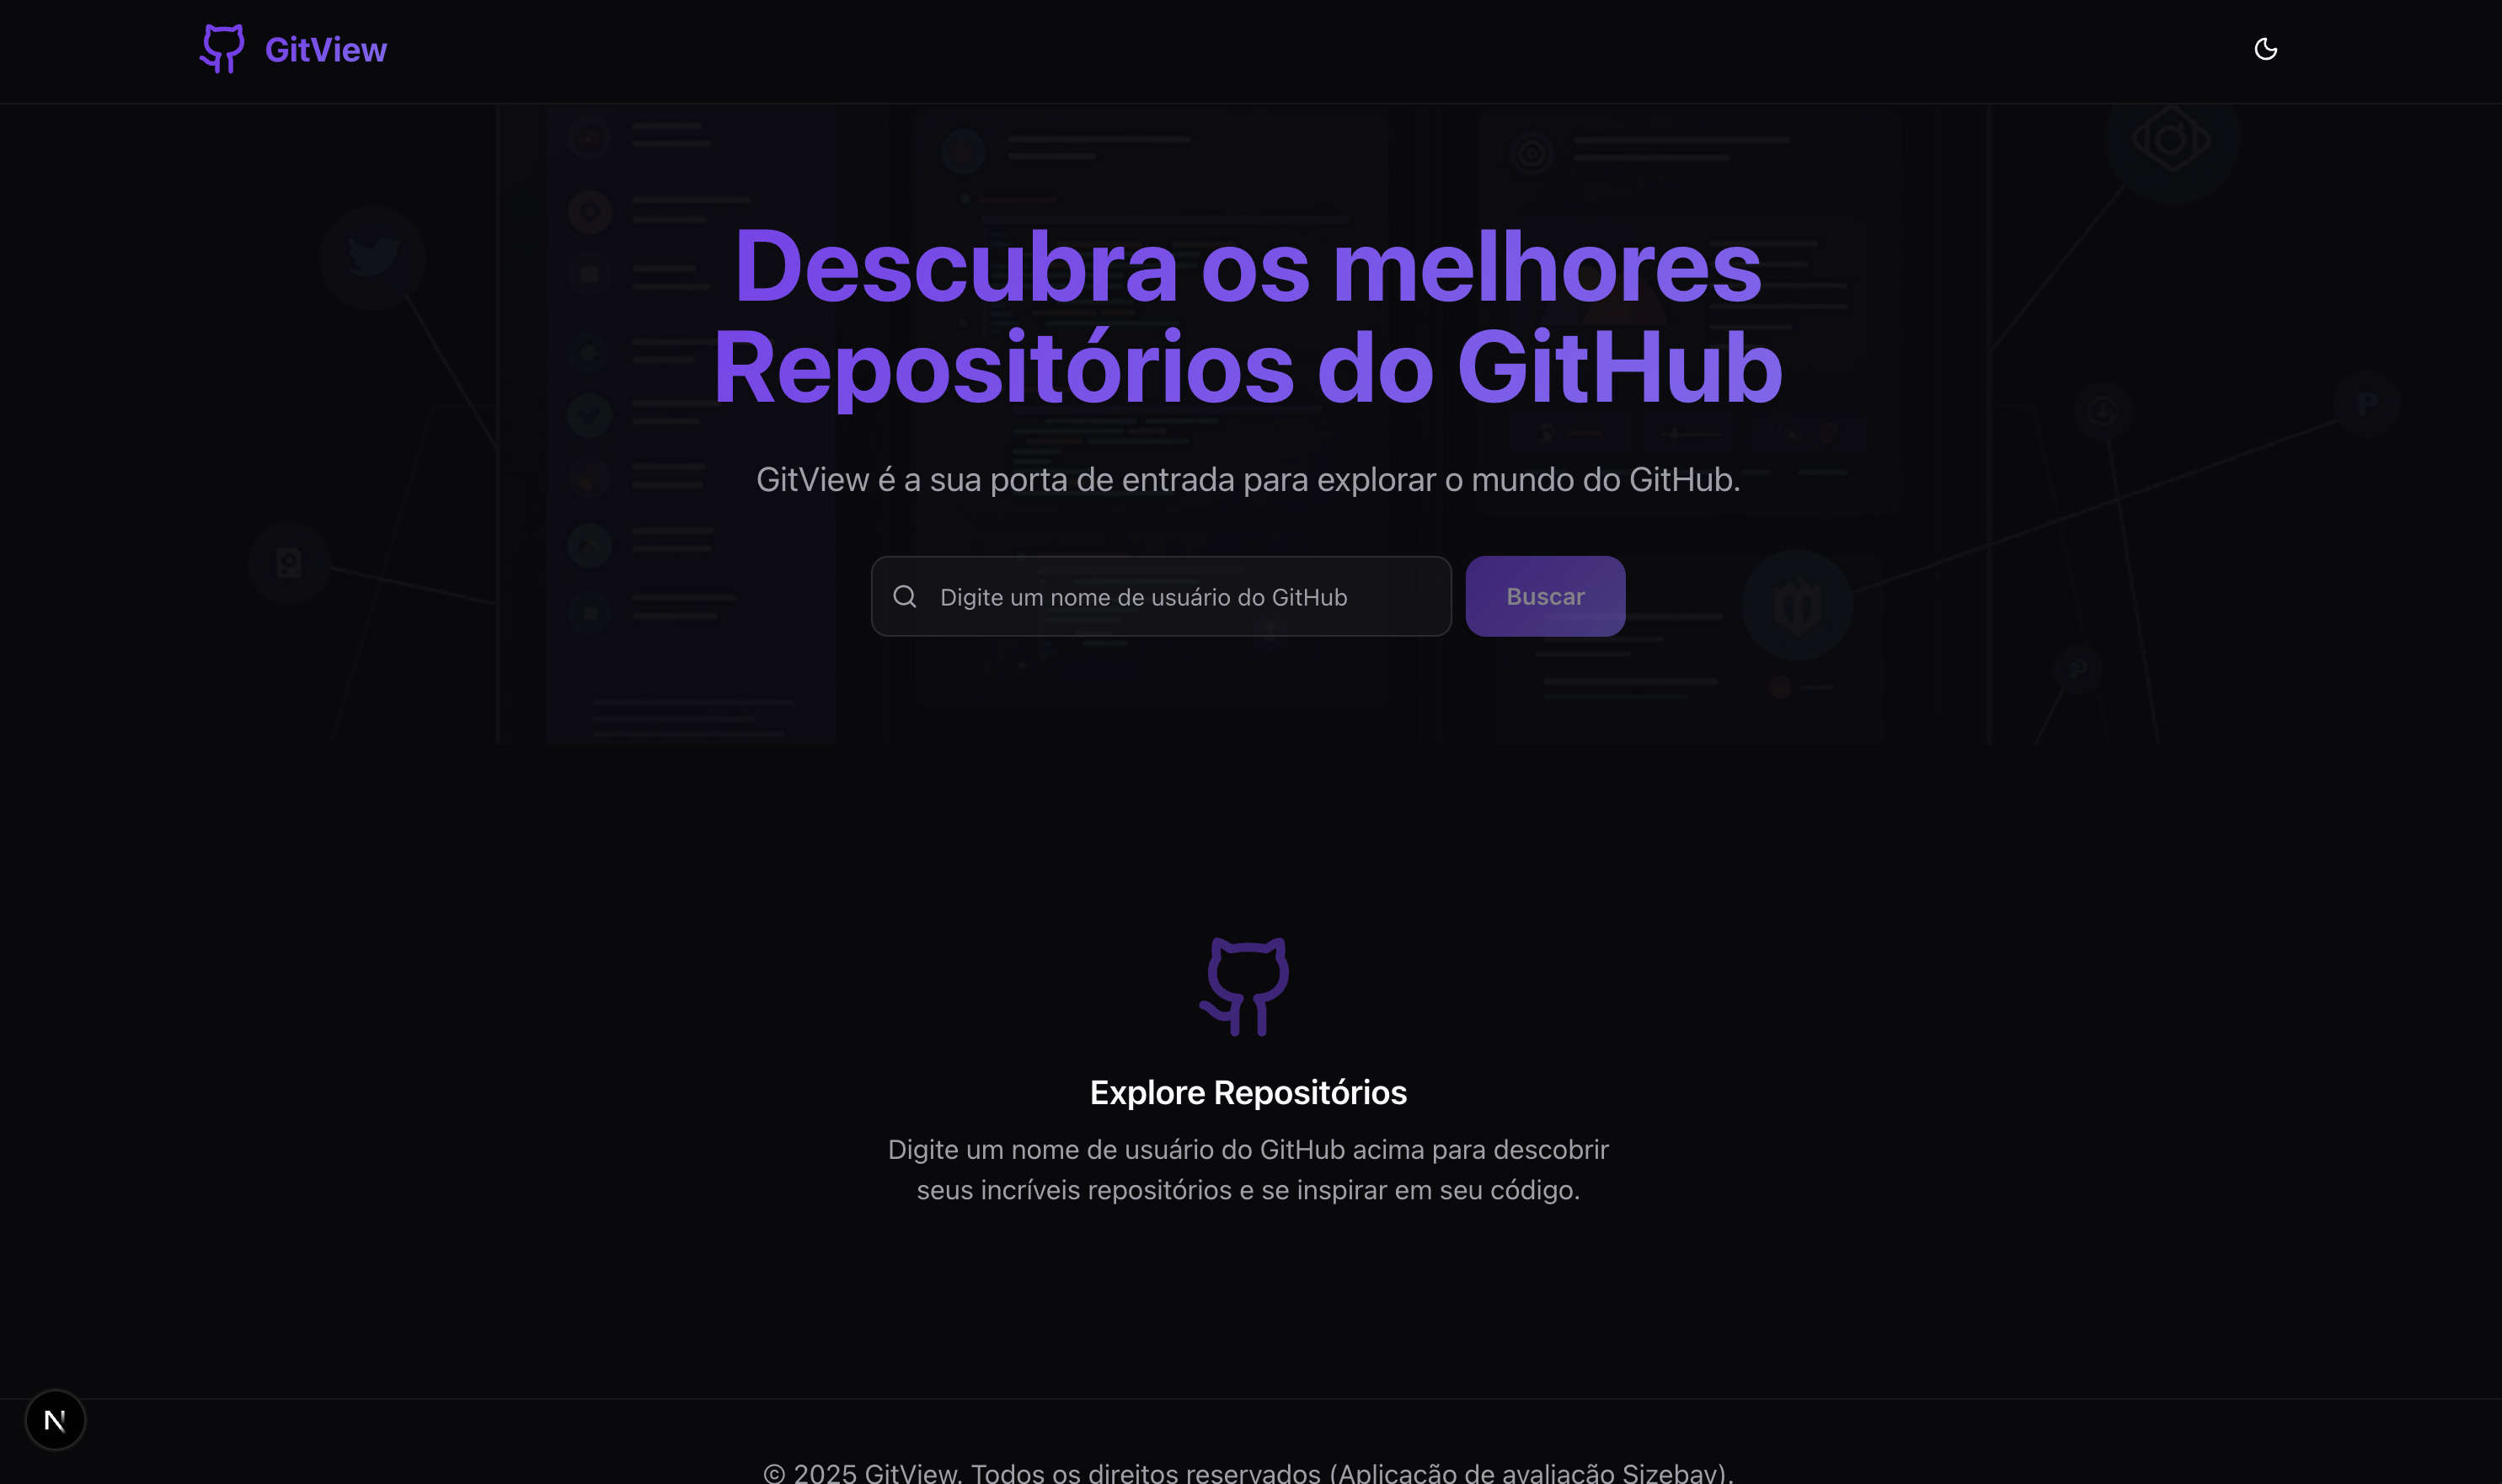 GitView
Descubra os melhores
Repositórios do GitHub
GitView é a sua porta de entrada para explorar o mundo do GitHub.
Digite um nome de usuário do GitHub
Buscar
Explore Repositórios
Digite um nome de usuário do GitHub acima para descobrir
seus incríveis repositórios e se inspirar em seu código.
N
© 2025 GitView. Todos os direitos reservados (Aplicação de avaliação Sizebay).